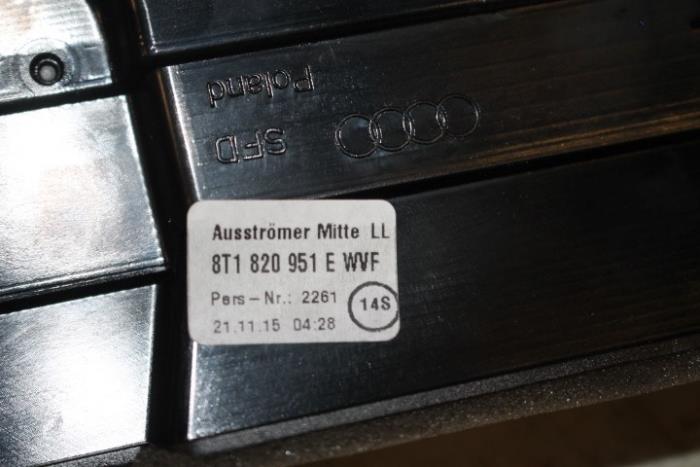 Poland
SFD
Ausströmer Mitte LL
8T1 820 951 E WVF
Pers-Nr.: 2261
14S
21.11.15 04:28